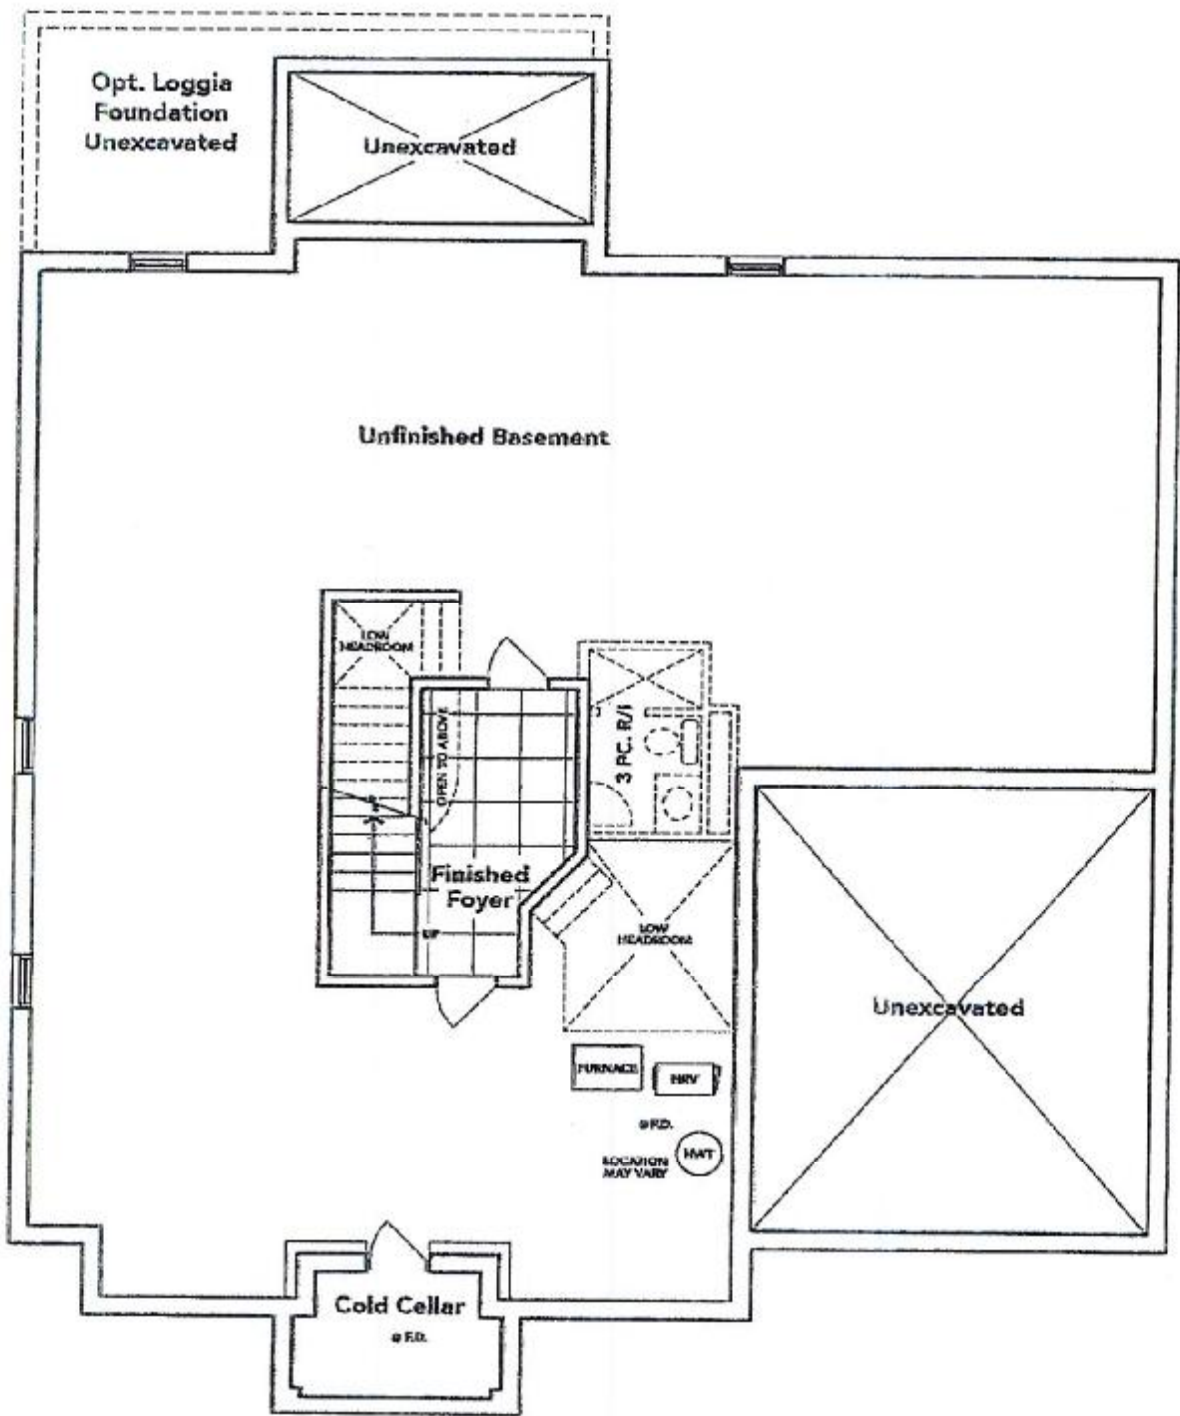 Opt. Loggia
Foundation
Unexcavated
Unexcavated
Unfinished Basement
LOW
HEADROOM
OPEN TO ABOVE
3 PC. R/I
Finished
Foyer
UP
LOW
HEADROOM
Unexcavated
FURNACE
HRV
@ F.D.
HWT
LOCATION
MAY VARY
Cold Cellar
@ F.D.